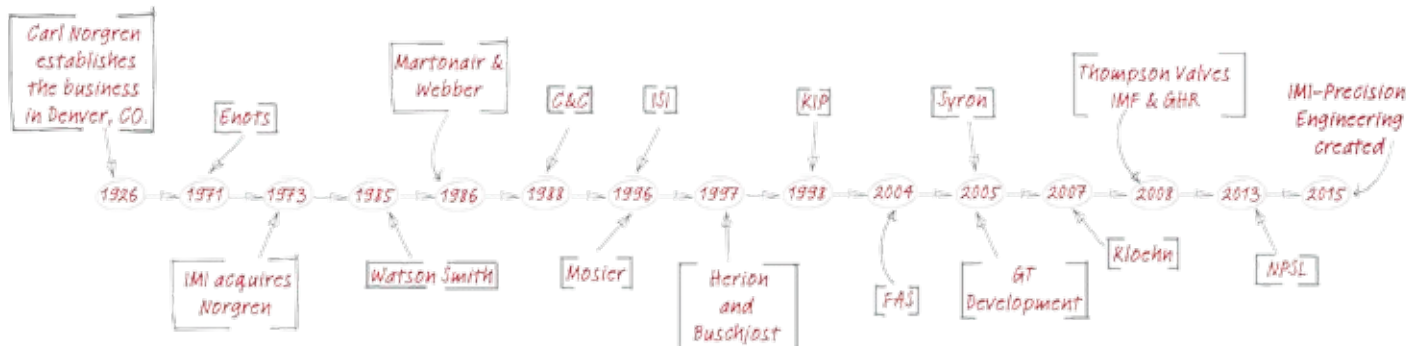 Carl Norgren
establishes
the business
in Denver, CO.
Enots
Martonair &
Webber
C&C
ISI
KIP
Syron
Thompson Valves
IMF & GHR
IMI-Precision
Engineering
created
1926
1971
1973
1985
1986
1988
1996
1997
1998
2004
2005
2007
2008
2013
2015
IMI acquires
Norgren
Watson Smith
Mosier
Herion
and
Buschjost
FAS
GT
Development
Kloehn
NPSL